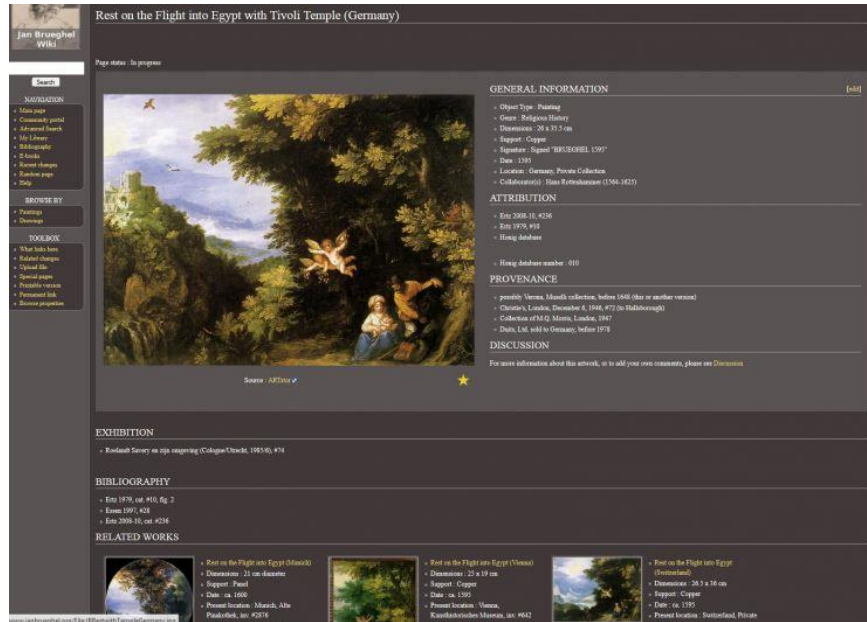 Jan Brueghel
Wiki
Search
NAVIGATION
Main page
Community portal
Advanced Search
My Library
Bibliography
E-books
Recent changes
Random page
Help
BROWSE BY
Paintings
Drawings
TOOLBOX
What links here
Related changes
Upload file
Special pages
Printable version
Permanent link
Browse properties
Rest on the Flight into Egypt with Tivoli Temple (Germany)
Page status : In progress
Source : ARTstor
GENERAL INFORMATION [edit]
Object Type : Painting
Genre : Religious History
Dimensions : 26 x 35.5 cm
Support : Copper
Signature : Signed "BRUEGHEL 1595"
Date : 1595
Location : Germany, Private Collection
Collaborator(s) : Hans Rottenhammer (1564-1625)
ATTRIBUTION
Ertz 2008-10, #236
Ertz 1979, #10
Honig database
Honig database number : 010
PROVENANCE
possibly Verona, Muselli collection, before 1648 (this or another version)
Christie's, London, December 6, 1946, #72 (to Hallsborough)
Collection of M.Q. Morris, London, 1947
Duits, Ltd. sold to Germany, before 1978
DISCUSSION
For more information about this artwork, or to add your own comments, please see Discussion
EXHIBITION
Roelandt Savery en zijn omgeving (Cologne/Utrecht, 1985/6), #74
BIBLIOGRAPHY
Ertz 1979, cat. #10, fig. 2
Essen 1997, #28
Ertz 2008-10, cat. #236
RELATED WORKS
Rest on the Flight into Egypt (Munich)
Dimensions : 21 cm diameter
Support : Panel
Date : ca. 1600
Present location : Munich, Alte
Pinakothek, inv. #2876
Rest on the Flight into Egypt (Vienna)
Dimensions : 25 x 19 cm
Support : Copper
Date : ca. 1595
Present location : Vienna,
Kunsthistorisches Museum, inv. #642
Rest on the Flight into Egypt
(Switzerland)
Dimensions : 26.5 x 36 cm
Support : Copper
Date : ca. 1595
Present location : Switzerland, Private